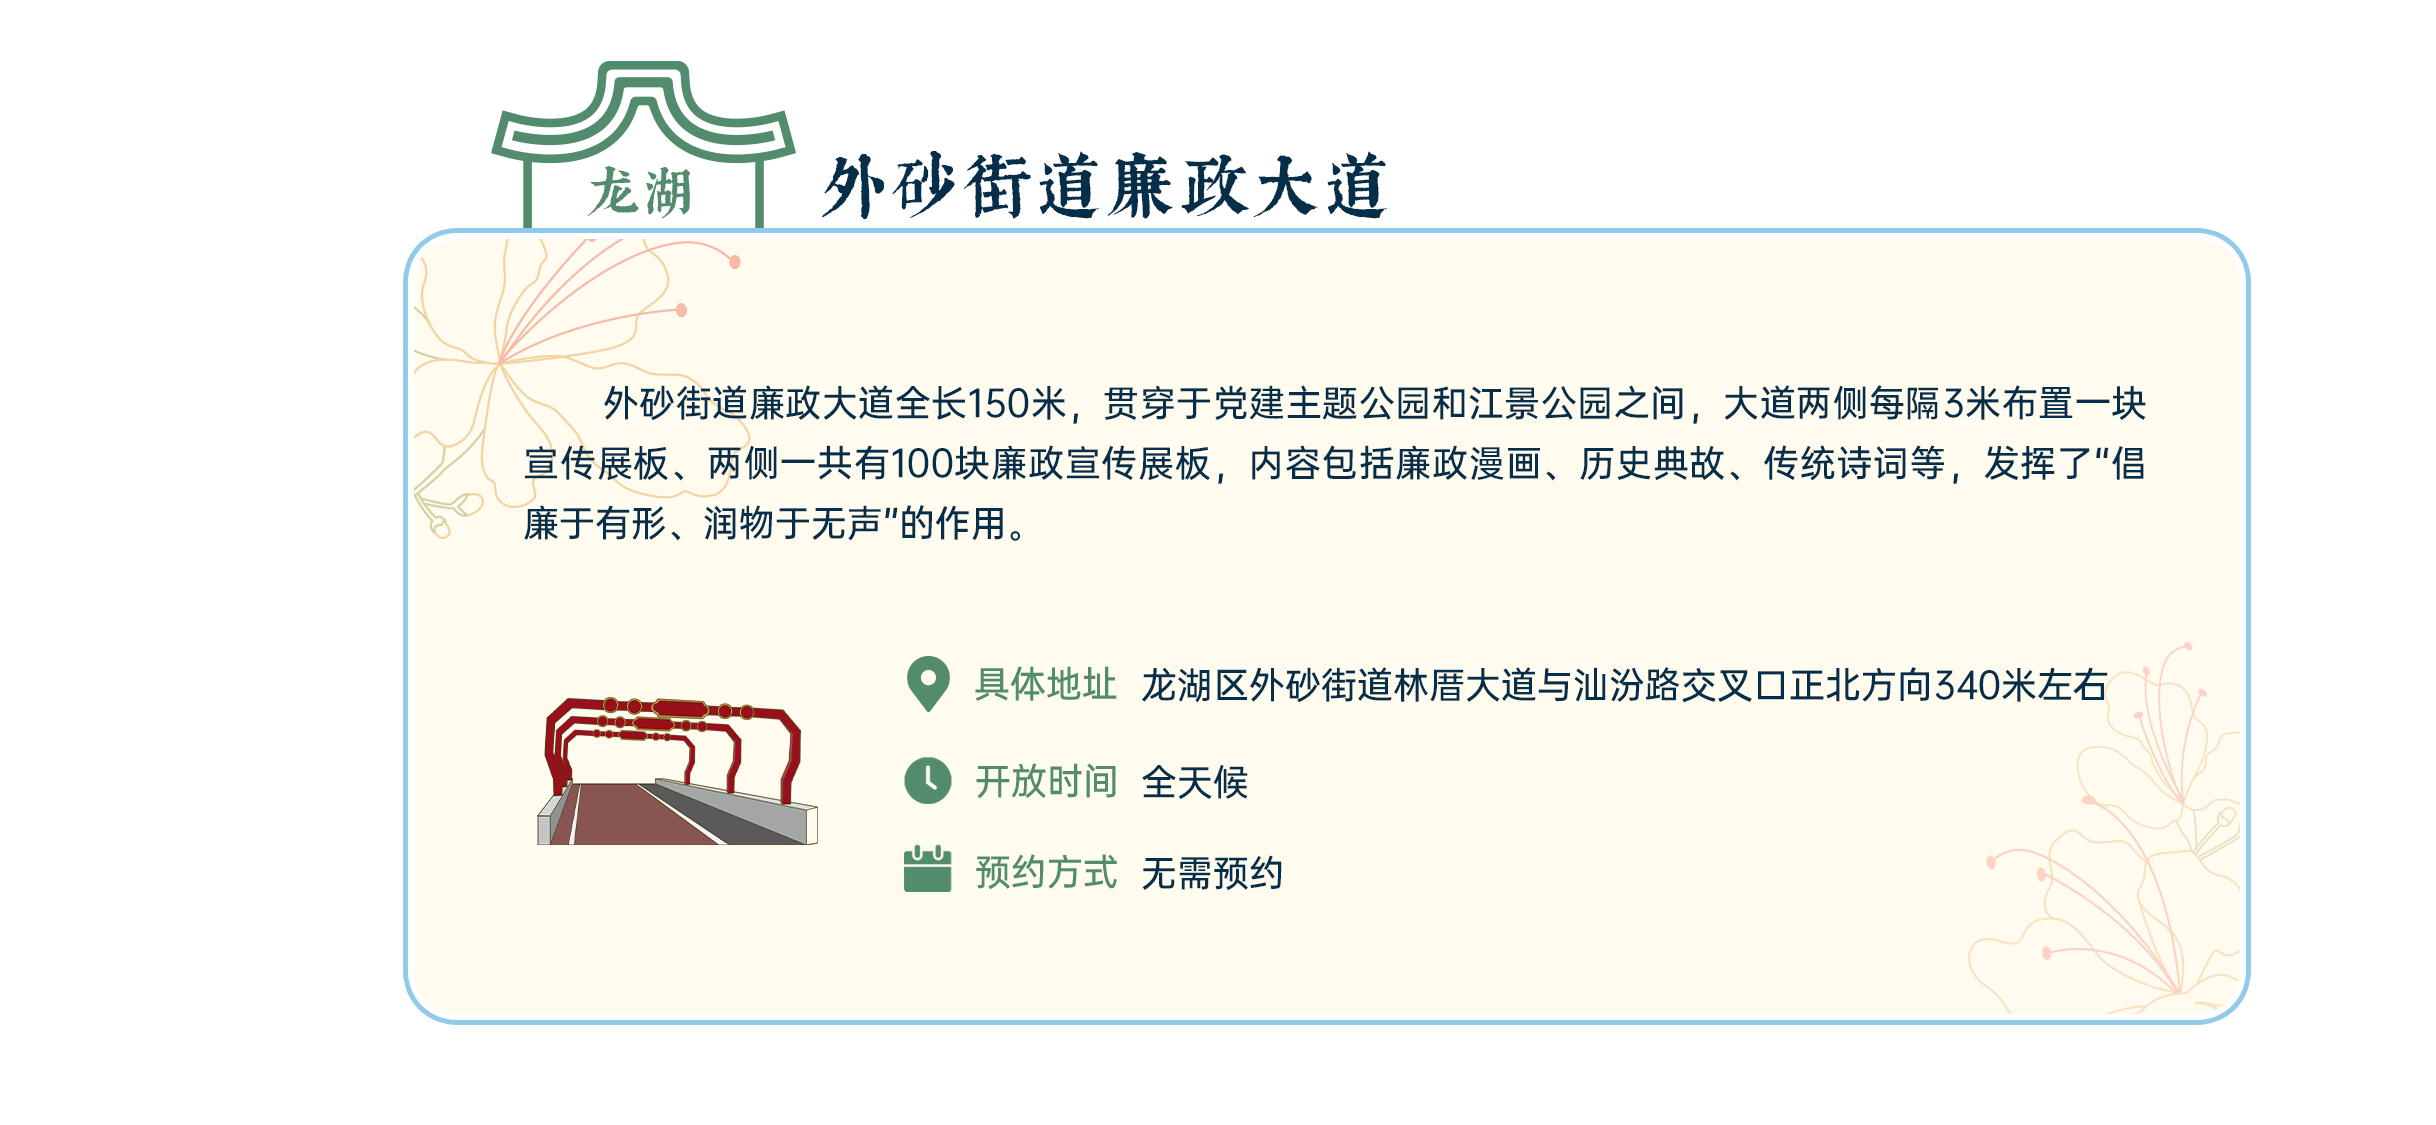 龙湖
外砂街道廉政大道
外砂街道廉政大道全长150米，贯穿于党建主题公园和江景公园之间，大道两侧每隔3米布置一块
宣传展板、两侧一共有100块廉政宣传展板，内容包括廉政漫画、历史典故、传统诗词等，发挥了“倡
廉于有形、润物于无声”的作用。
具体地址 龙湖区外砂街道林厝大道与汕汾路交叉口正北方向340米左右
开放时间 全天候
预约方式 无需预约